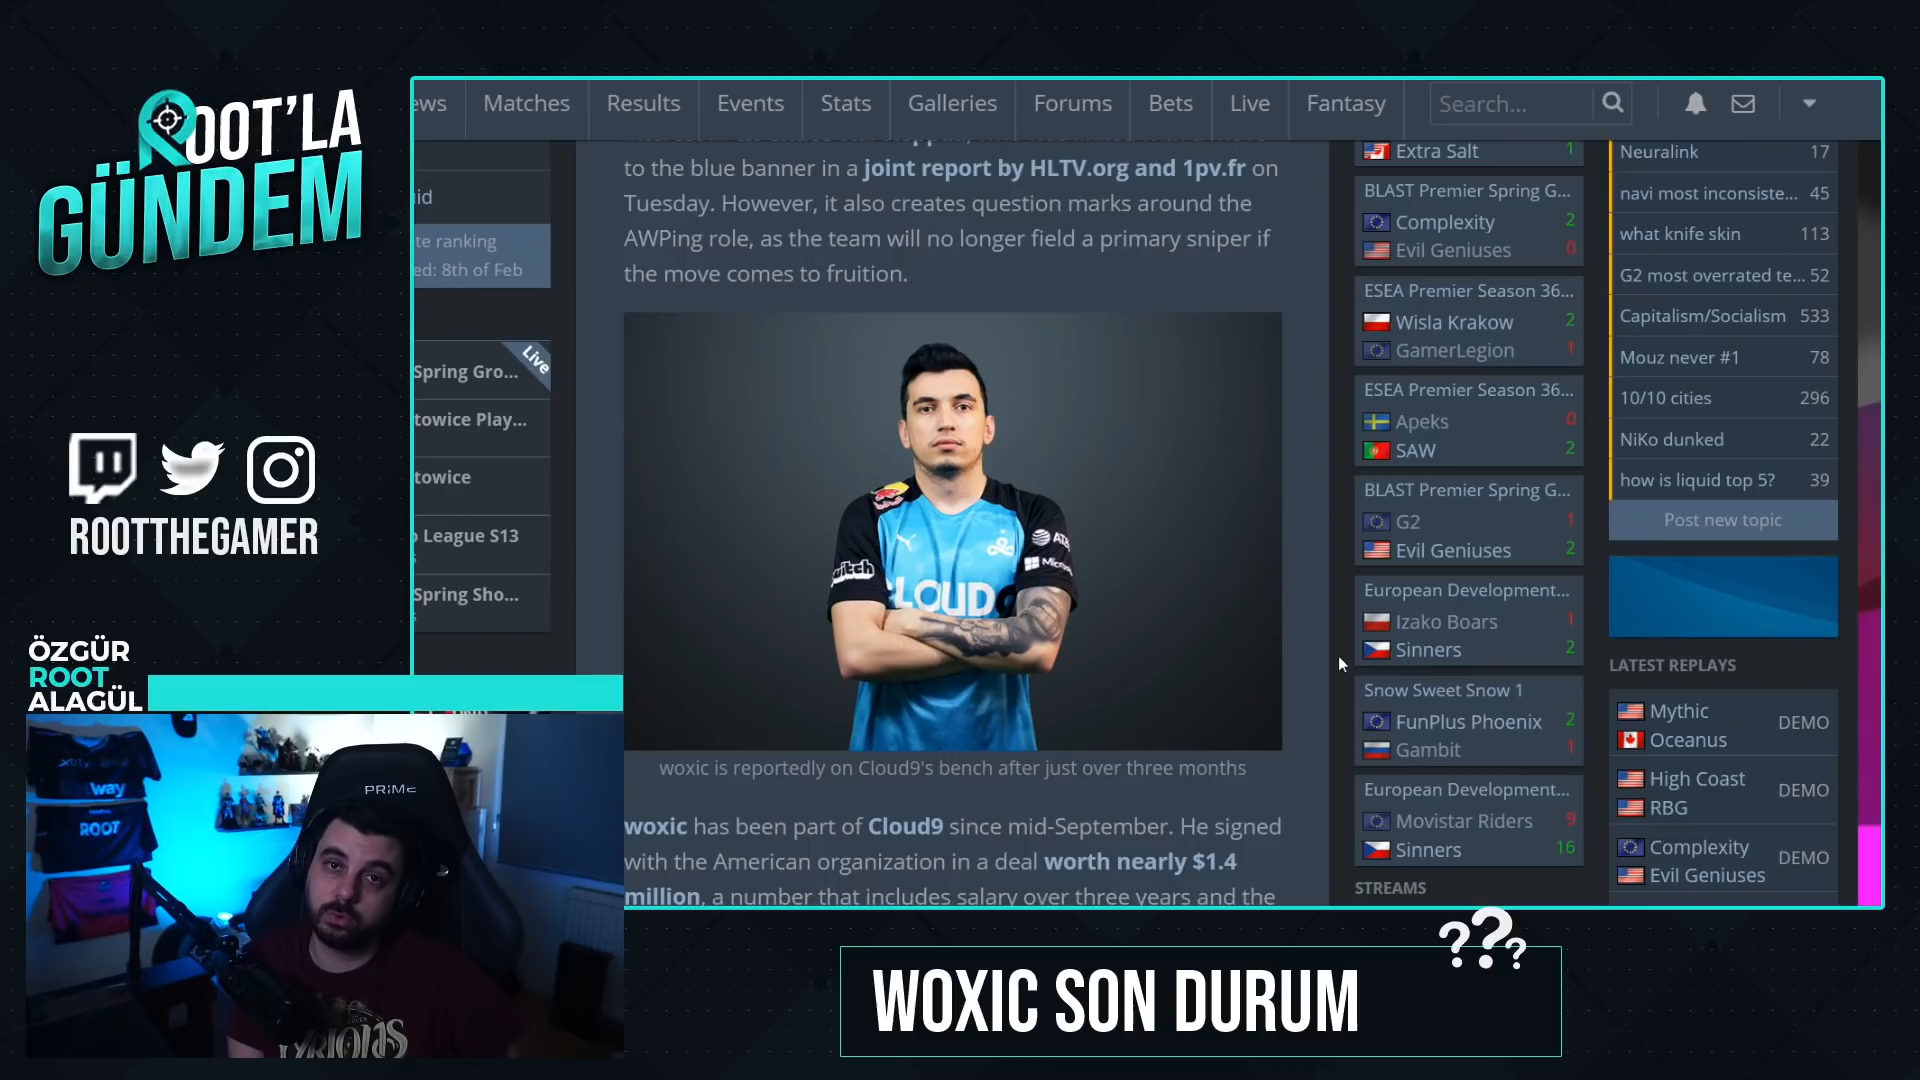 ROOT'LA
GÜNDEM
ROOTTHEGAMER
ÖZGÜR
ROOT
ALAGÜL
ews
Matches
Results
Events
Stats
Galleries
Forums
Bets
Live
Fantasy
Search...
id
te ranking
ed: 8th of Feb
Live
Spring Gro...
towice Play...
towice
League S13
Spring Sho...
to the blue banner in a joint report by HLTV.org and 1pv.fr on
Tuesday. However, it also creates question marks around the
AWPing role, as the team will no longer field a primary sniper if
the move comes to fruition.
twitch
AT&
Micros
CLOUD
woxic is reportedly on Cloud9's bench after just over three months
woxic has been part of Cloud9 since mid-September. He signed
with the American organization in a deal worth nearly $1.4
million, a number that includes salary over three years and the
Extra Salt 1
BLAST Premier Spring G...
Complexity 2
Evil Geniuses 0
ESEA Premier Season 36...
Wisla Krakow 2
GamerLegion 1
ESEA Premier Season 36...
Apeks 0
SAW 2
BLAST Premier Spring G...
G2 1
Evil Geniuses 2
European Development...
Izako Boars 1
Sinners 2
Snow Sweet Snow 1
FunPlus Phoenix 2
Gambit 1
European Development...
Movistar Riders 9
Sinners 16
STREAMS
Neuralink 17
navi most inconsiste... 45
what knife skin 113
G2 most overrated te... 52
Capitalism/Socialism 533
Mouz never #1 78
10/10 cities 296
NiKo dunked 22
how is liquid top 5? 39
Post new topic
LATEST REPLAYS
Mythic
Oceanus
DEMO
High Coast
RBG
DEMO
Complexity
Evil Geniuses
DEMO
PRIME
way
ROOT
???
WOXIC SON DURUM